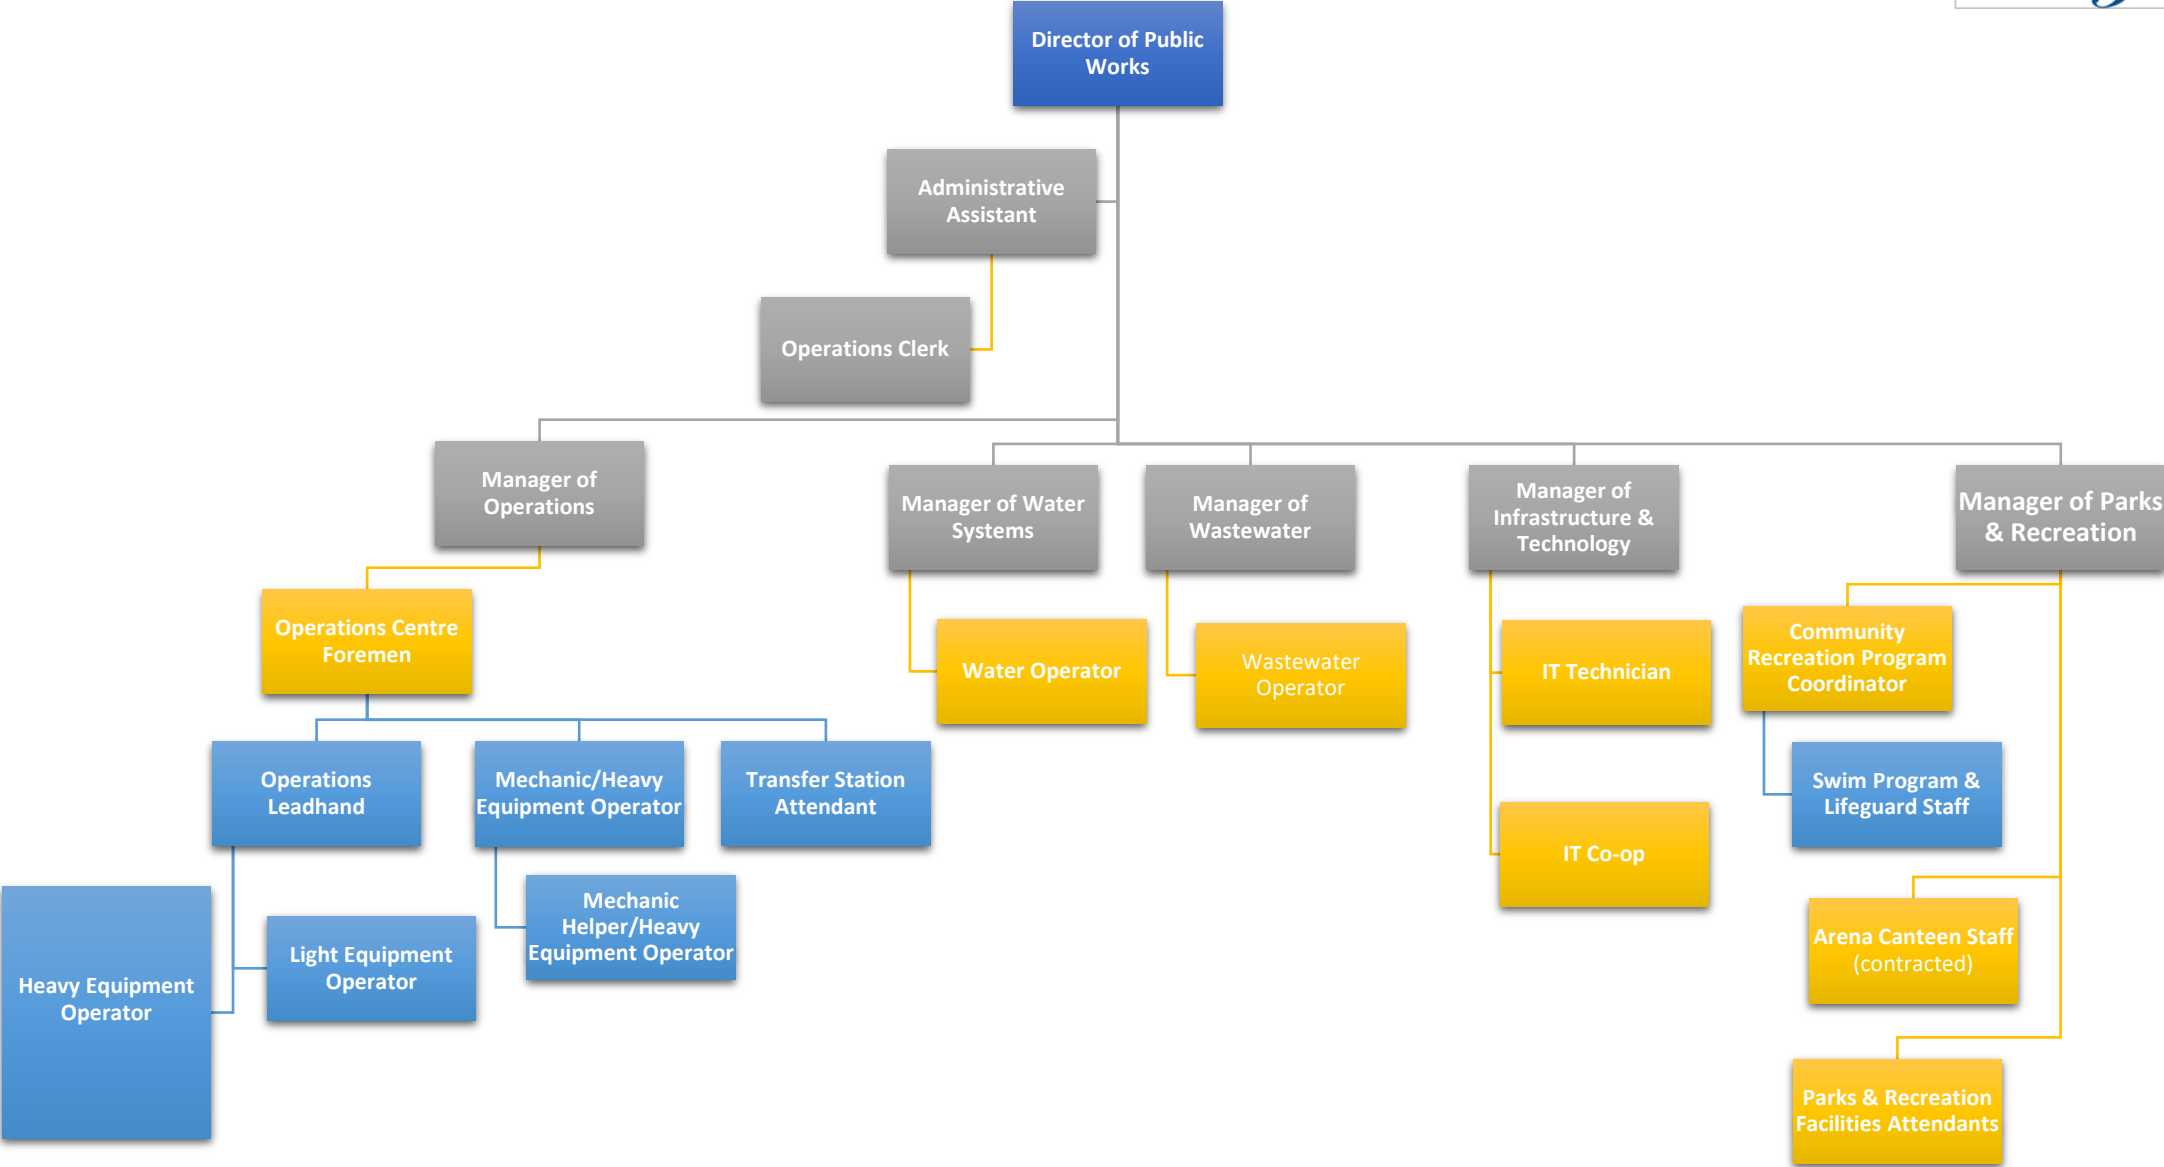 Director of Public
Works
Administrative
Assistant
Operations Clerk
Manager of
Operations
Manager of Water
Systems
Manager of
Wastewater
Manager of
Infrastructure &
Technology
Manager of Parks
& Recreation
Operations Centre
Foremen
Water Operator
Wastewater
Operator
IT Technician
Community
Recreation Program
Coordinator
Operations
Leadhand
Mechanic/Heavy
Equipment Operator
Transfer Station
Attendant
Swim Program &
Lifeguard Staff
IT Co-op
Heavy Equipment
Operator
Light Equipment
Operator
Mechanic
Helper/Heavy
Equipment Operator
Arena Canteen Staff
(contracted)
Parks & Recreation
Facilities Attendants